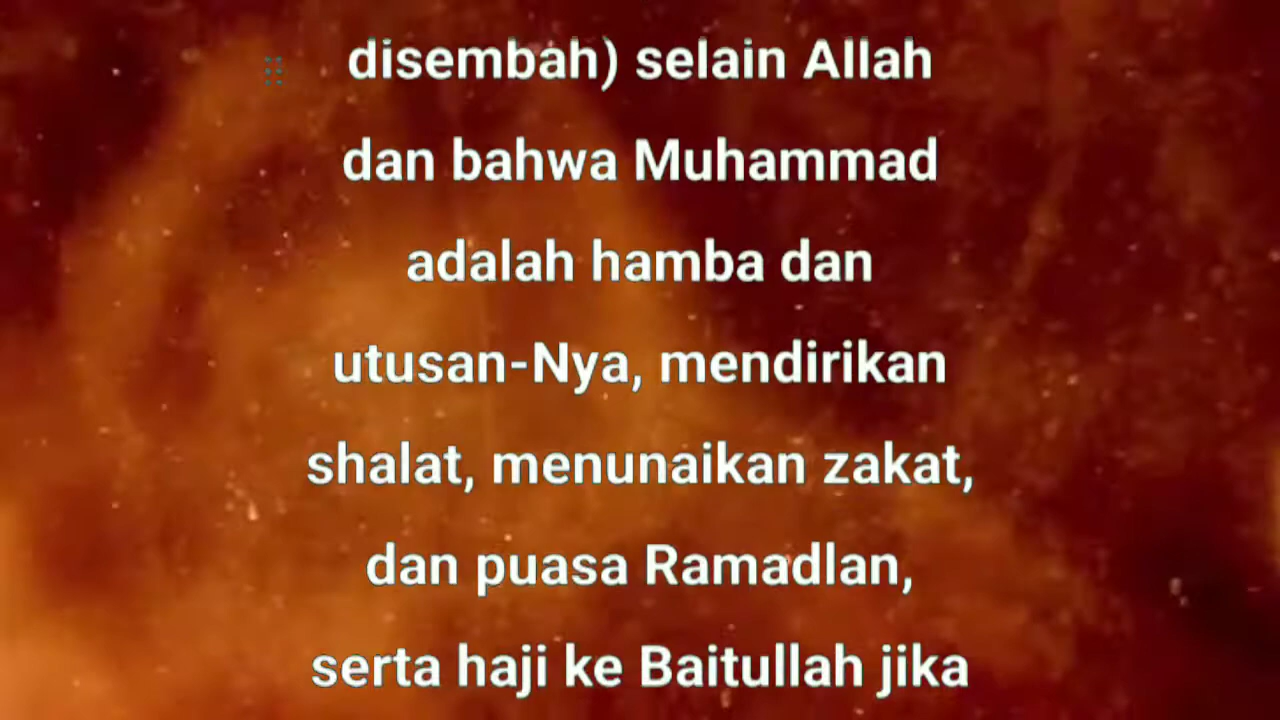 disembah) selain Allah
dan bahwa Muhammad
adalah hamba dan
utusan-Nya, mendirikan
shalat, menunaikan zakat,
dan puasa Ramadlan,
serta haji ke Baitullah jika